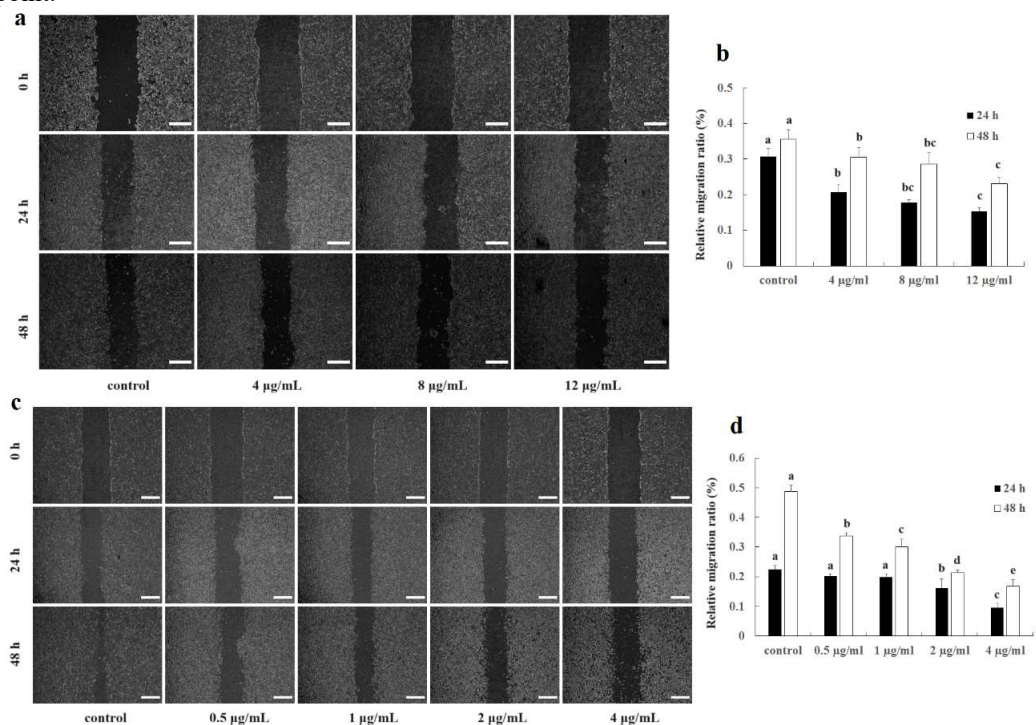 a
0 h
24 h
48 h
control 4 μg/mL 8 μg/mL 12 μg/mL
b
Relative migration ratio (%)
0.5
0.4
0.3
0.2
0.1
0
24 h
48 h
a a b b bc bc c c
control 4 μg/ml 8 μg/ml 12 μg/ml
c
0 h
24 h
48 h
control 0.5 μg/mL 1 μg/mL 2 μg/mL 4 μg/mL
d
Relative migration ratio (%)
0.6
0.5
0.4
0.3
0.2
0.1
0
24 h
48 h
a a a b a c b d c e
control 0.5 μg/ml 1 μg/ml 2 μg/ml 4 μg/ml